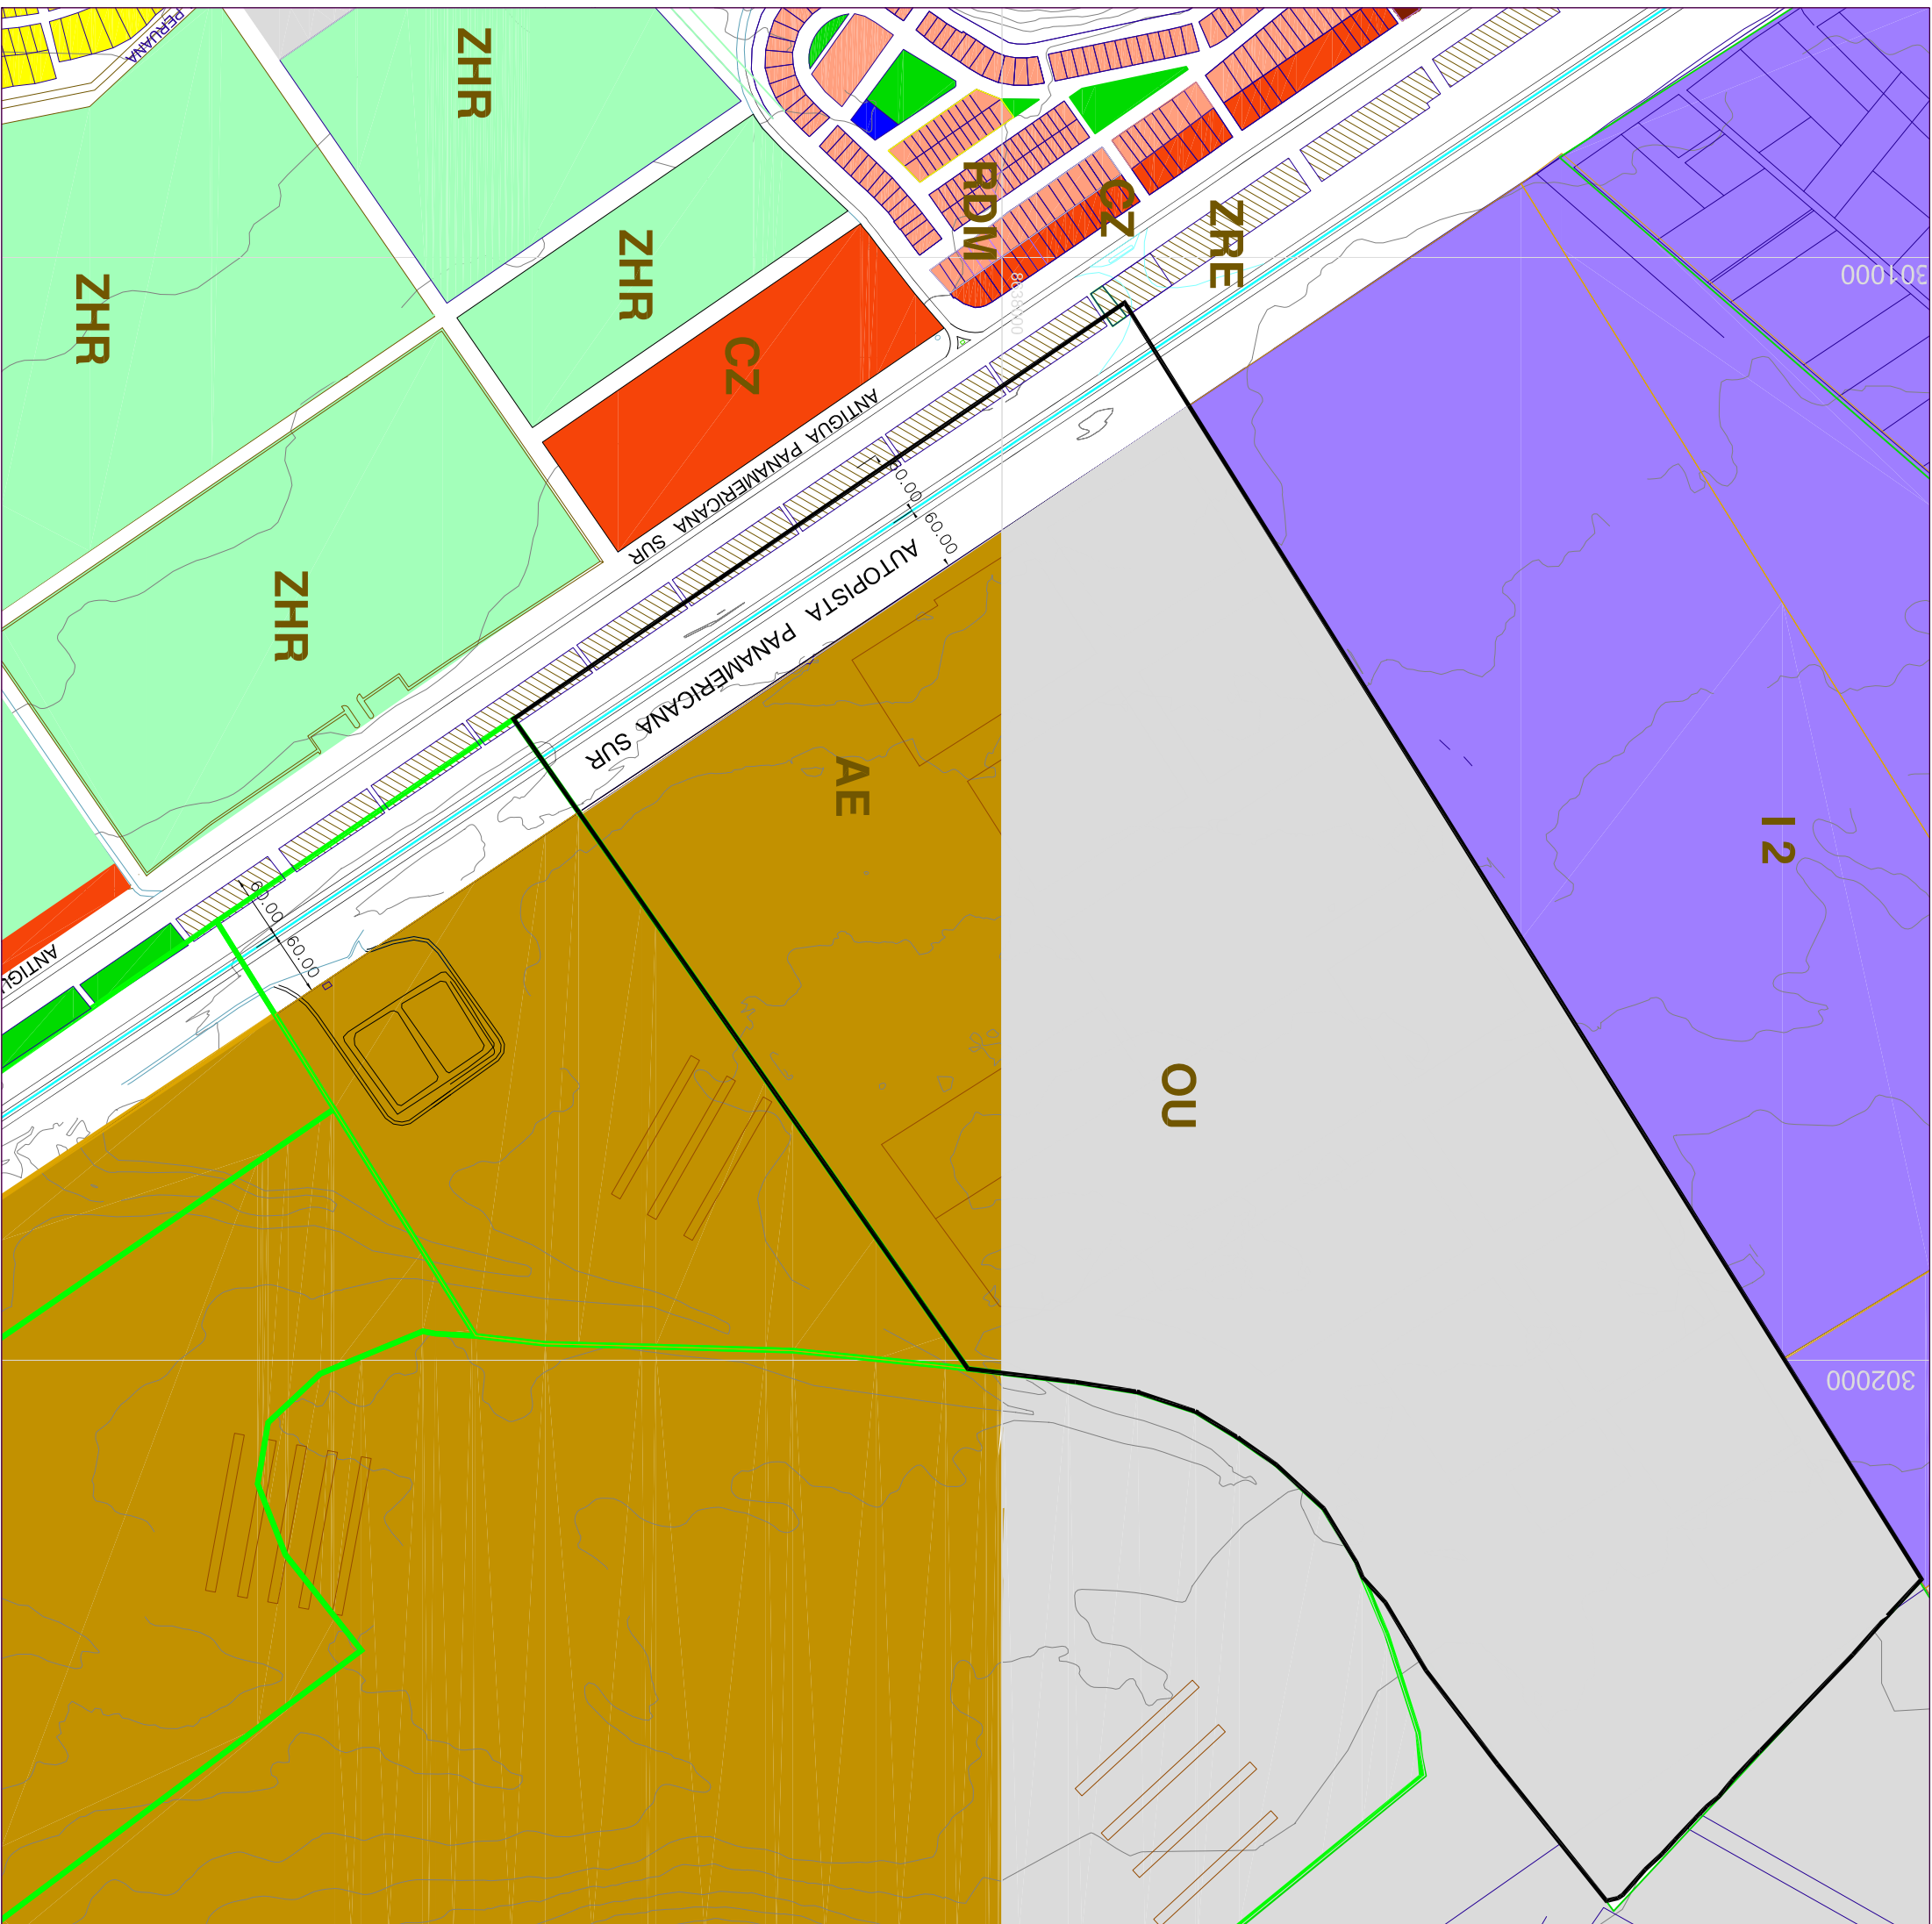 PERUANA
ZHR
RDM
CZ
ZRE
ZHR
ZHR
301000
CZ
ANTIGUA PANAMERICANA SUR
60.00
60.00
AUTOPISTA PANAMERICANA SUR
ZHR
AE
I 2
60.00
60.00
ANTIGU
OU
302000